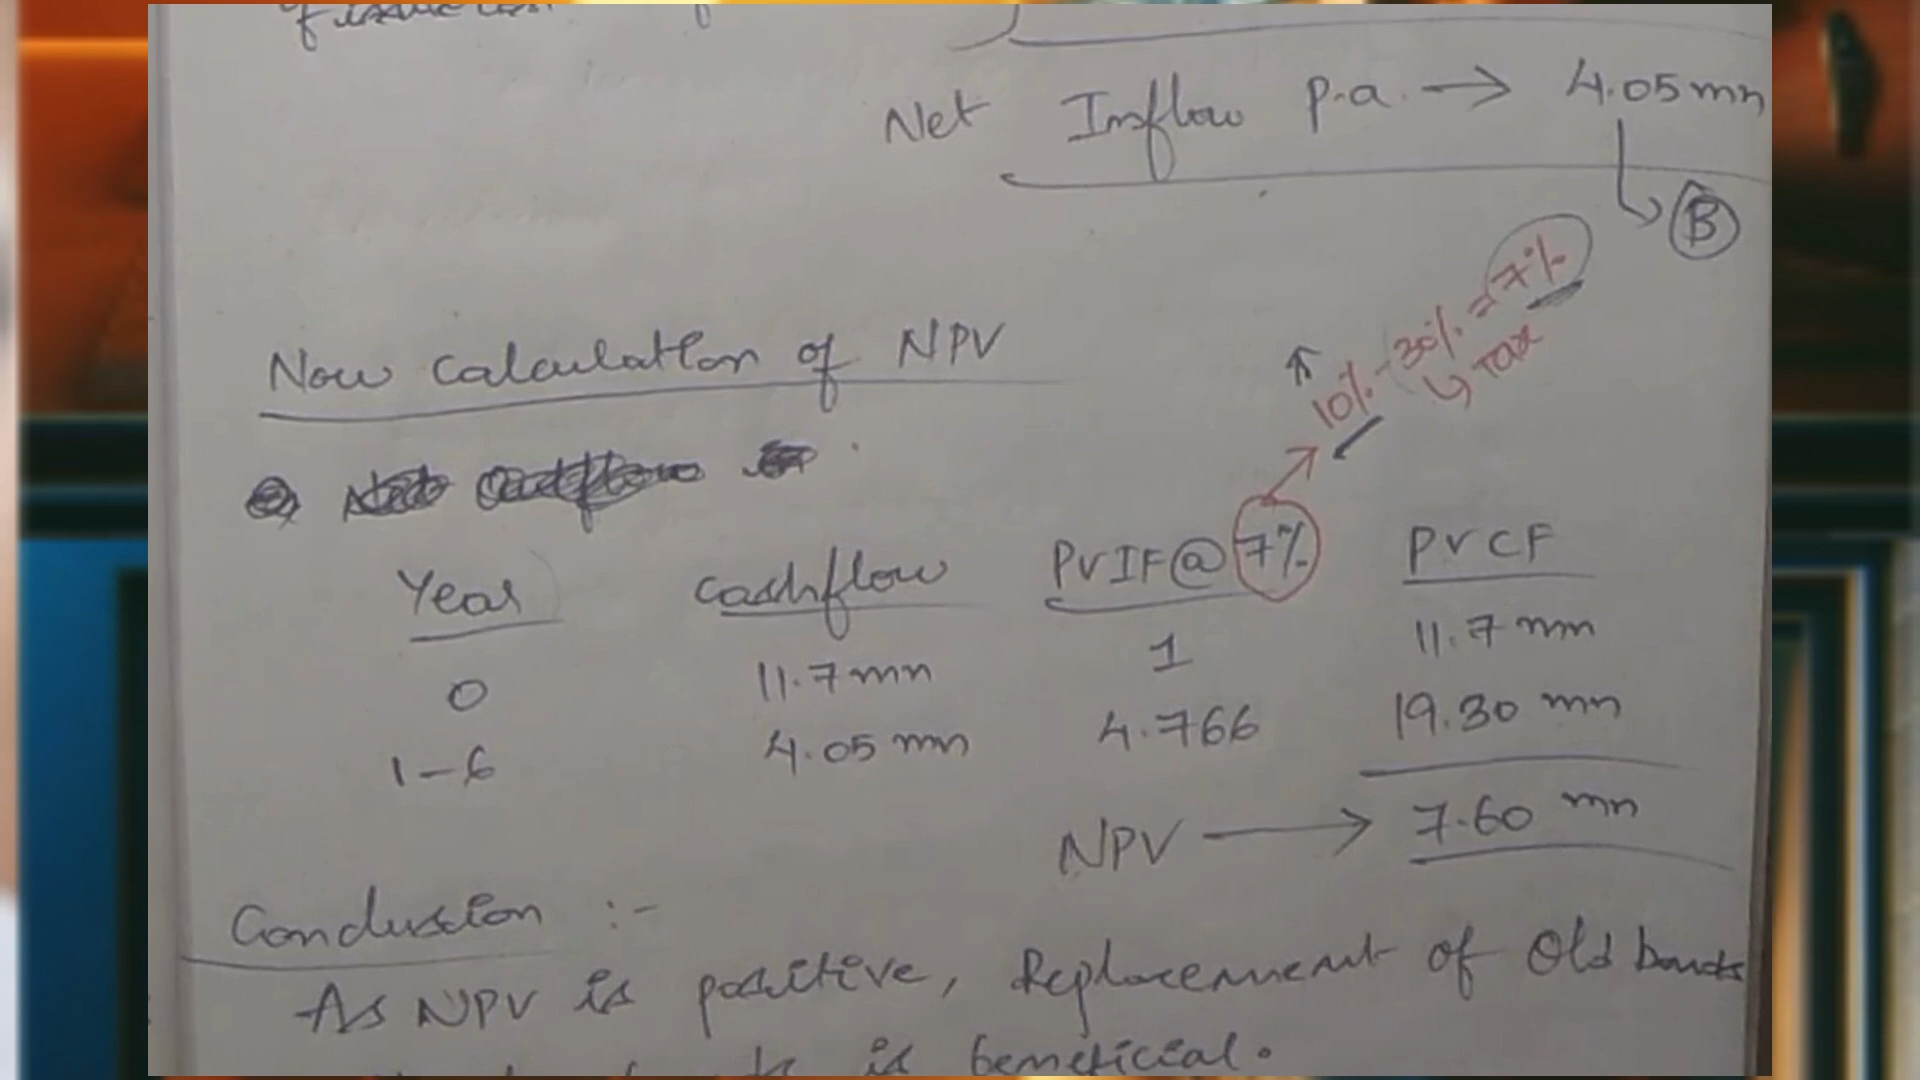 Net Inflow p.a. → 4.05 mn
B
Now calculation of NPV
10% - 30% = 7%
Tax
Year Cashflow PVIF@7% PVCF
0 11.7 mn 1 11.7 mn
1-6 4.05 mn 4.766 19.30 mn
NPV → 7.60 mn
Conclusion :-
As NPV is positive, Replacement of Old bonds
is beneficial.